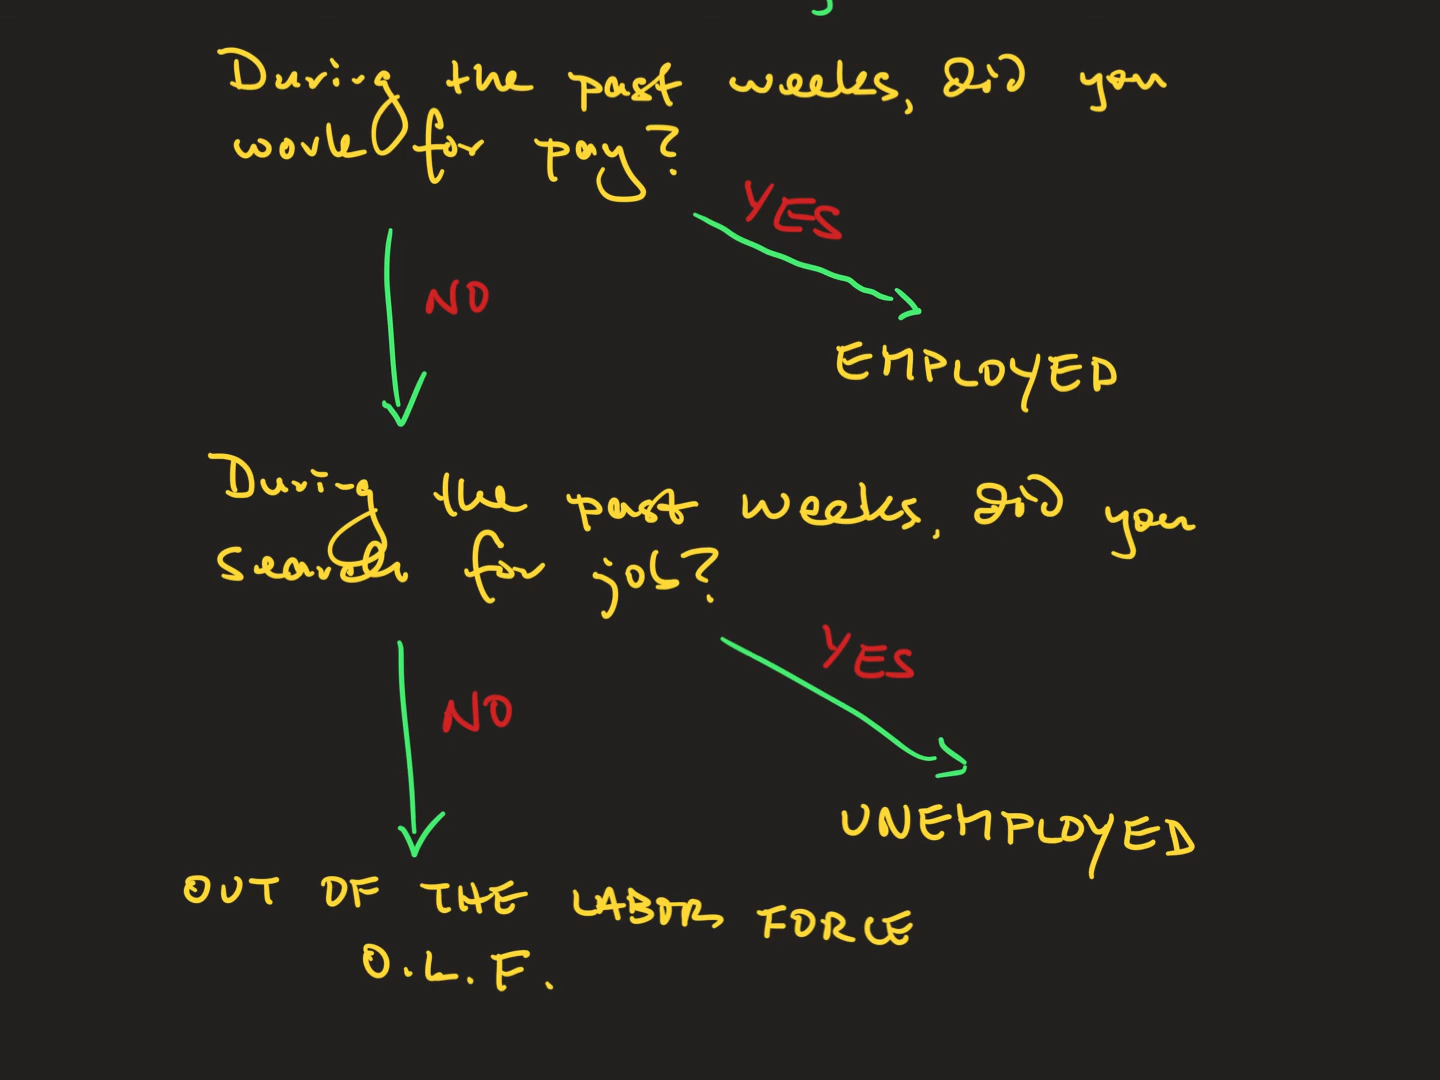 During the past weeks, did you
work for pay?
YES
NO
EMPLOYED
During the past weeks, did you
search for job?
YES
NO
UNEMPLOYED
OUT OF THE LABOR FORCE
O.L.F.